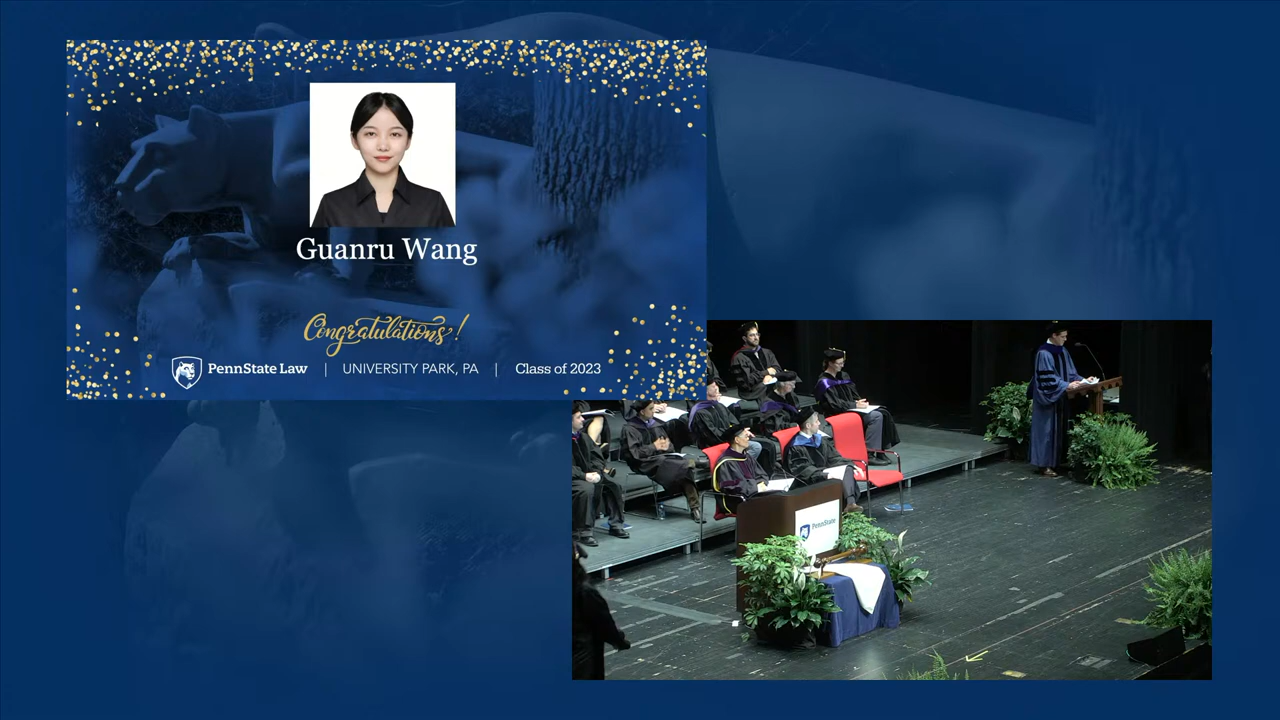 Guanru Wang
Congratulations!
PennState Law | UNIVERSITY PARK, PA | Class of 2023
PennState